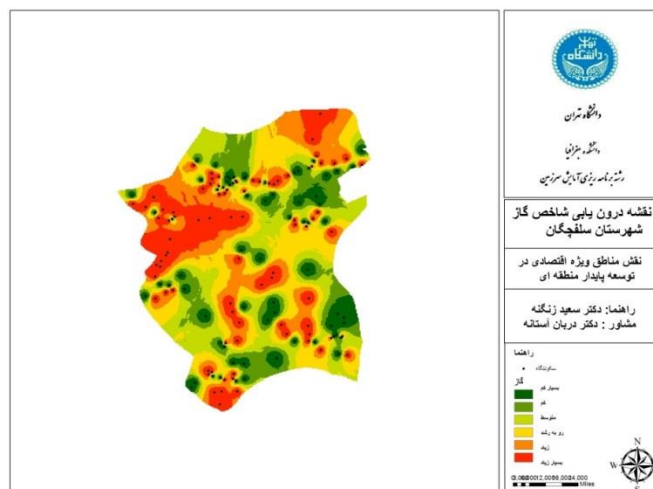 دانشگاه تهران
دانشکده جغرافیا
رشته برنامه ریزی آمایش سرزمین
نقشه درون یابی شاخص گاز
شهرستان سلفچگان
نقش مناطق ویژه اقتصادی در
توسعه پایدار منطقه ای
راهنما: دکتر سعید زنگنه
مشاور : دکتر دربان آستانه
راهنما
سکونتگاه
گاز
بسیار کم
کم
متوسط
رو به رشد
زیاد
بسیار زیاد
N
W
S
Miles